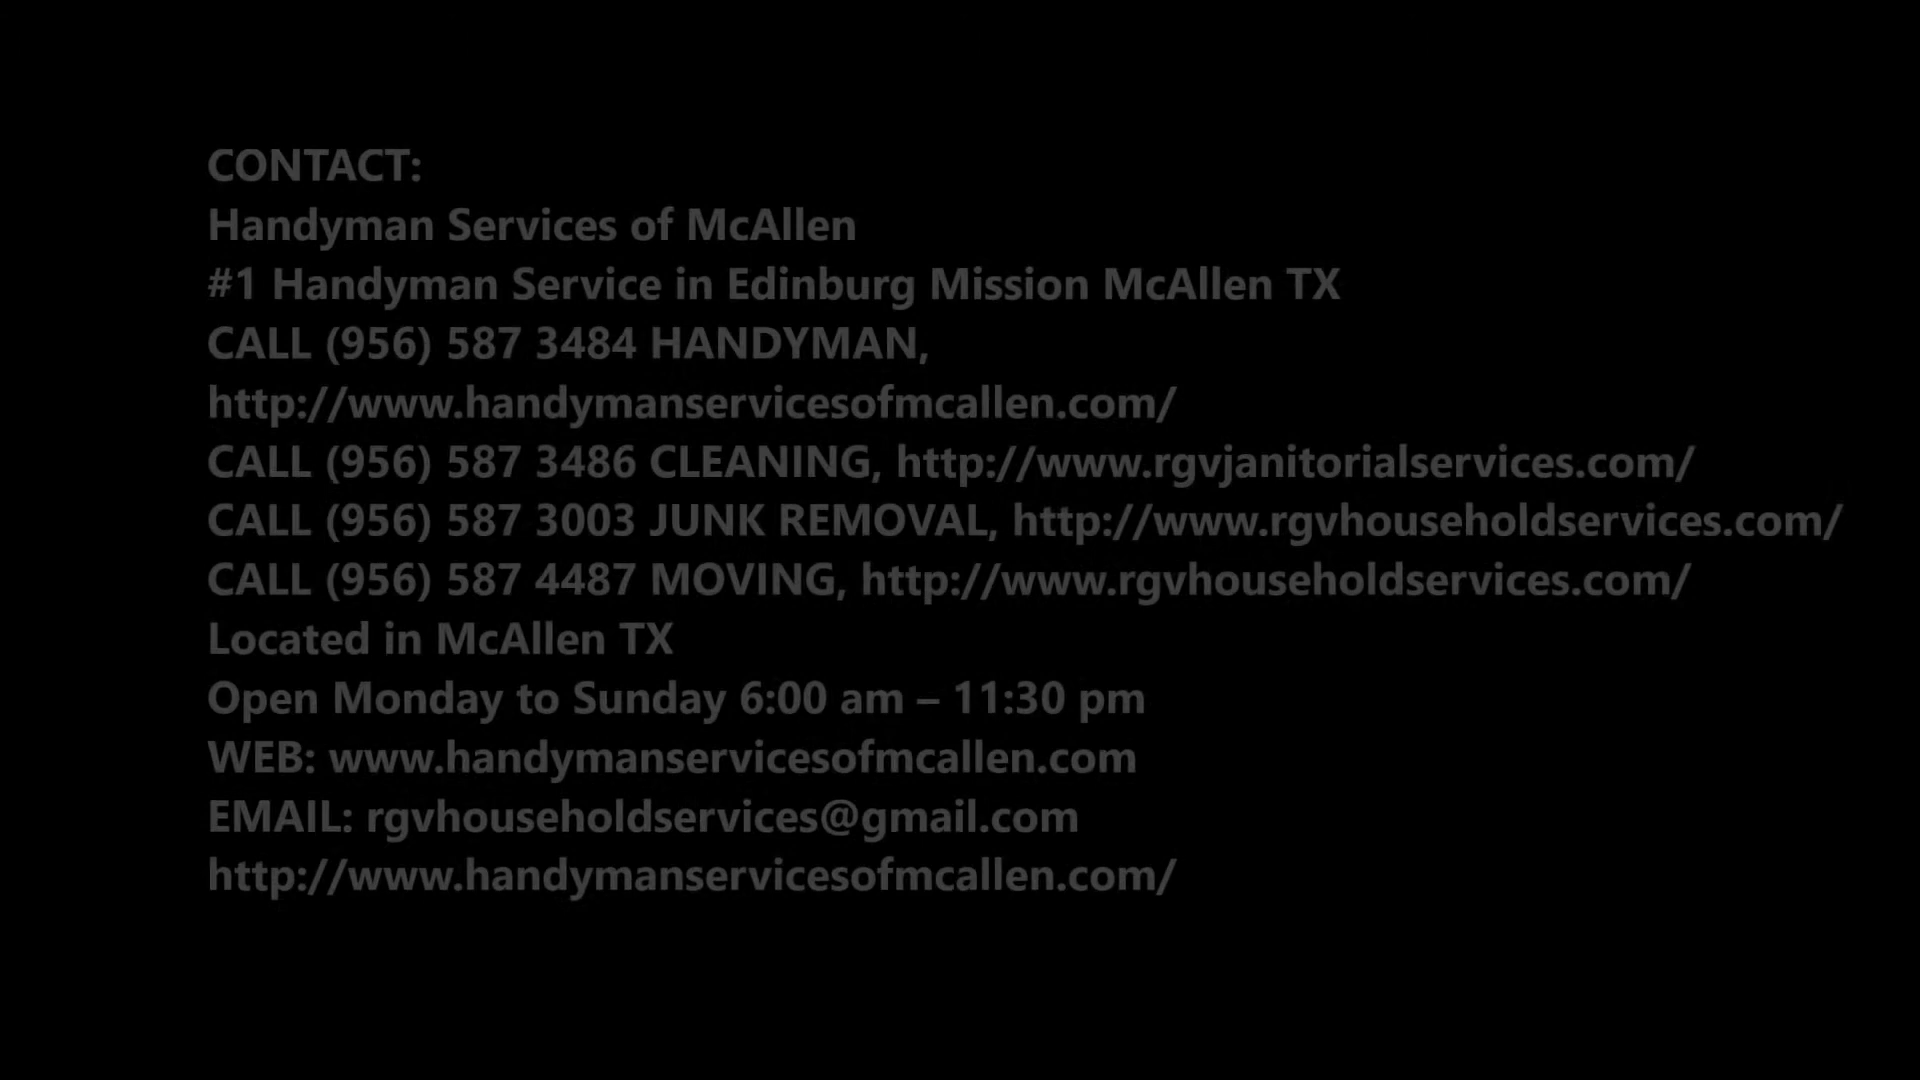 CONTACT:
Handyman Services of McAllen
#1 Handyman Service in Edinburg Mission McAllen TX
CALL (956) 587 3484 HANDYMAN,
http://www.handymanservicesofmcallen.com/
CALL (956) 587 3486 CLEANING, http://www.rgvjanitorialservices.com/
CALL (956) 587 3003 JUNK REMOVAL, http://www.rgvhouseholdservices.com/
CALL (956) 587 4487 MOVING, http://www.rgvhouseholdservices.com/
Located in McAllen TX
Open Monday to Sunday 6:00 am – 11:30 pm
WEB: www.handymanservicesofmcallen.com
EMAIL: rgvhouseholdservices@gmail.com
http://www.handymanservicesofmcallen.com/